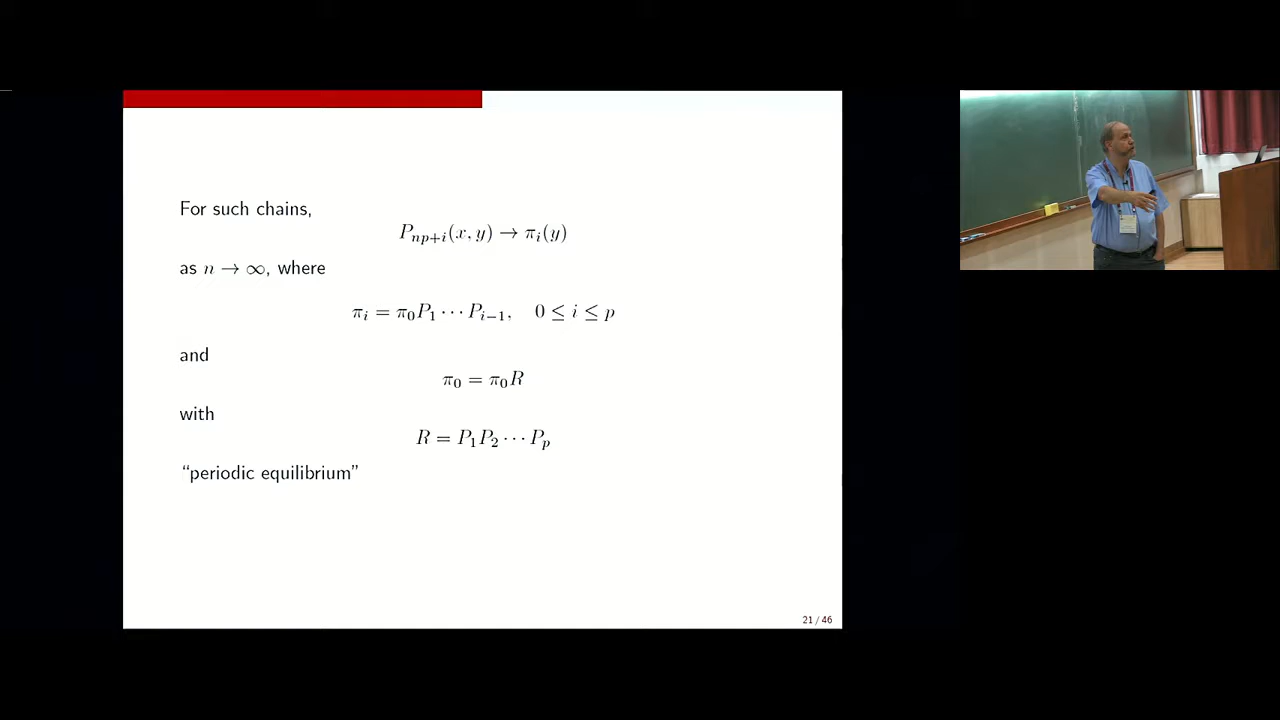 For such chains,
P_{np+i}(x, y) → π_i(y)
as n → ∞, where
π_i = π_0 P_1 ⋯ P_{i−1},   0 ≤ i ≤ p
and
π_0 = π_0 R
with
R = P_1 P_2 ⋯ P_p
“periodic equilibrium”
21 / 46